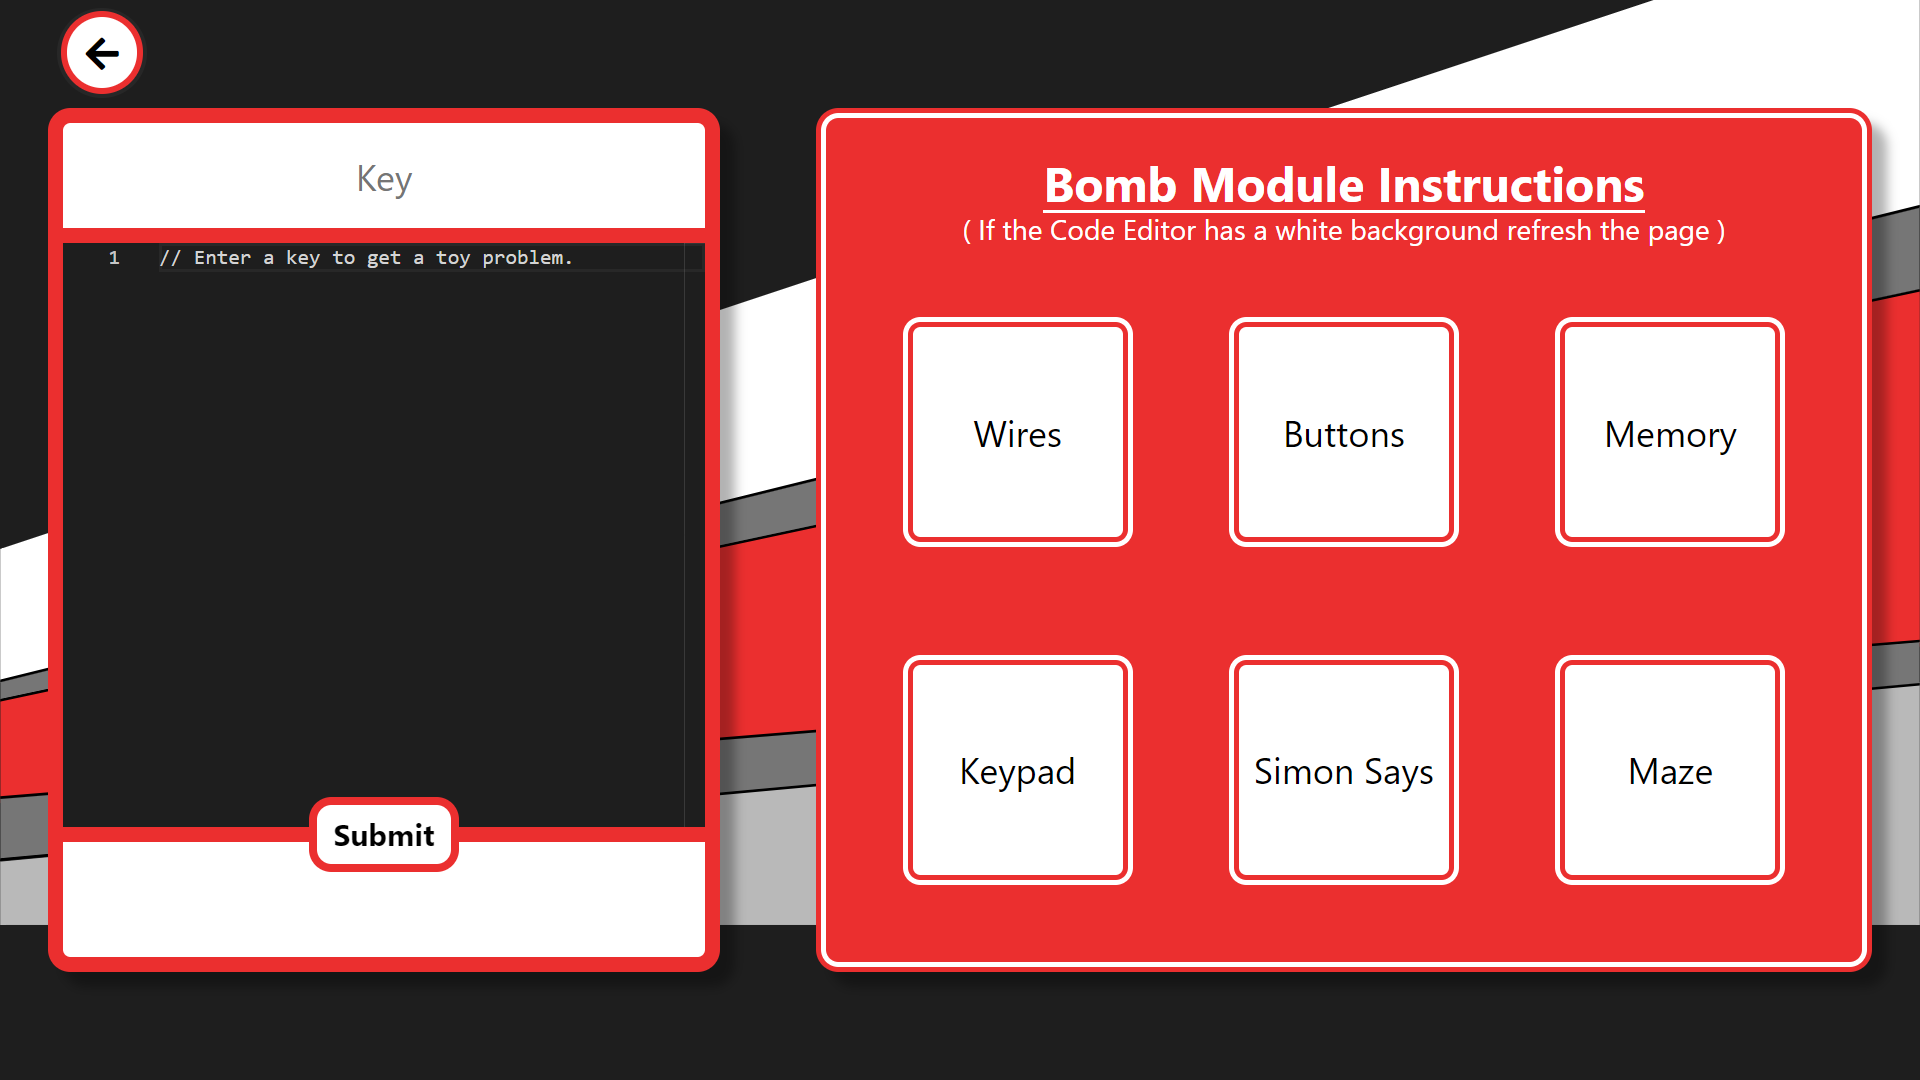 Key
1 // Enter a key to get a toy problem.
Submit
Bomb Module Instructions
( If the Code Editor has a white background refresh the page )
Wires
Buttons
Memory
Keypad
Simon Says
Maze